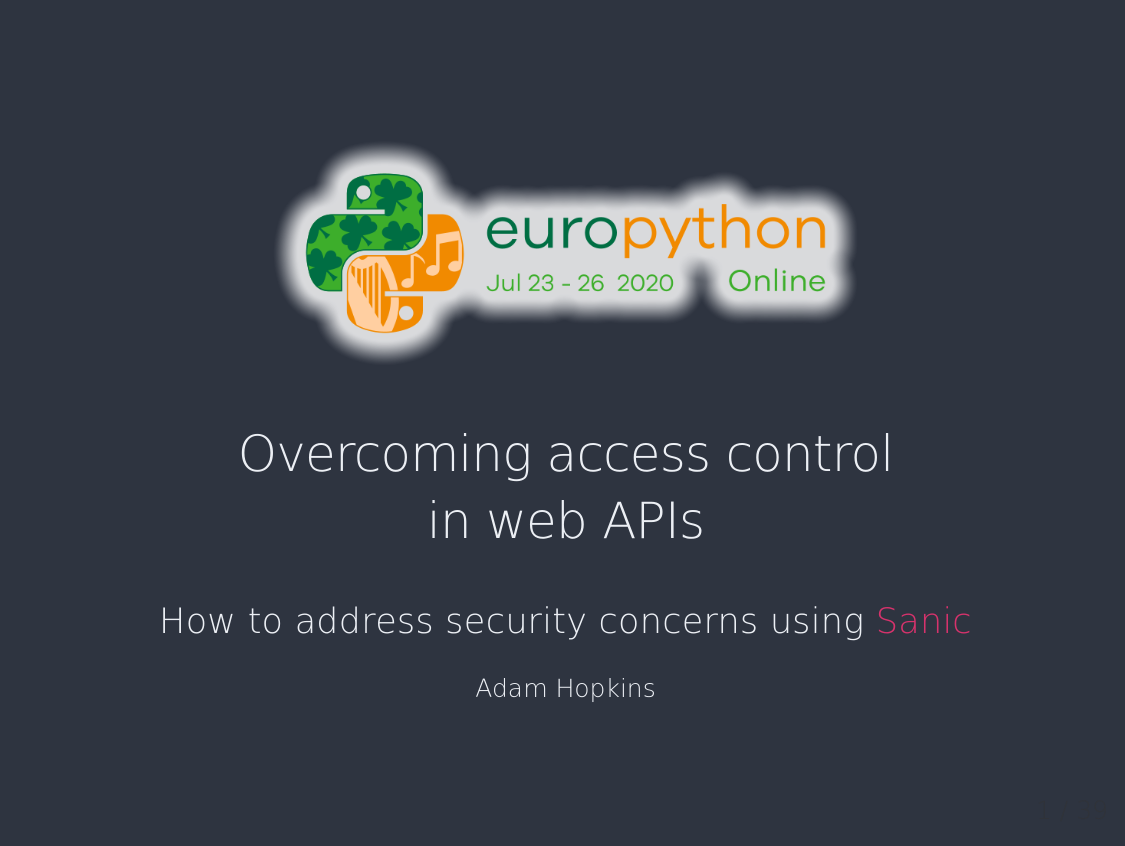 europython
Jul 23 - 26 2020 Online
Overcoming access control
in web APIs
How to address security concerns using Sanic
Adam Hopkins